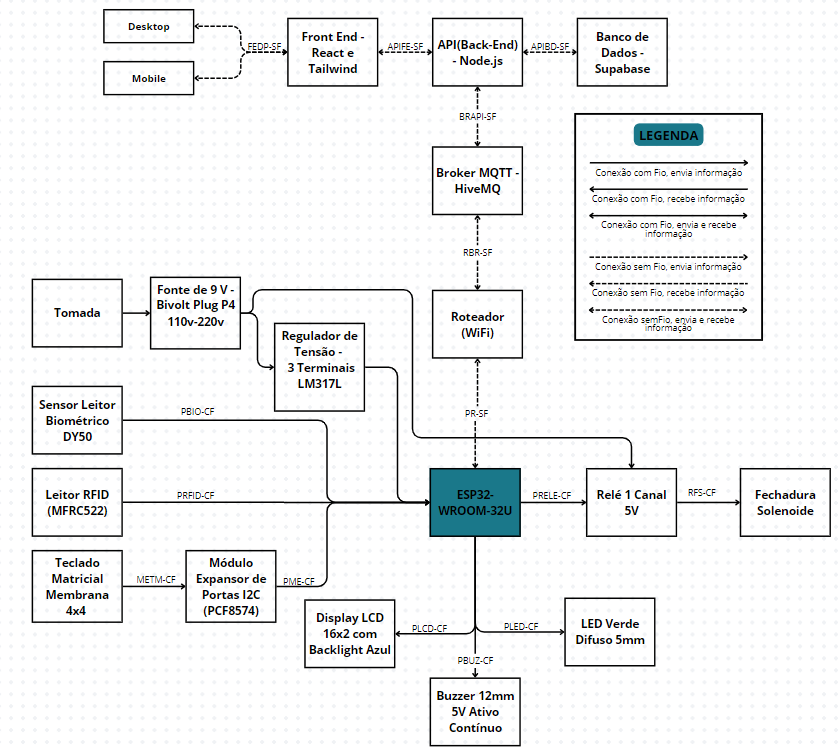 Desktop
Mobile
FEDP-SF
Front End -
React e
Tailwind
APIFE-SF
API(Back-End)
- Node.js
APIBD-SF
Banco de
Dados -
Supabase
BRAPI-SF
Broker MQTT -
HiveMQ
RBR-SF
Roteador
(WiFi)
PR-SF
LEGENDA
Conexão com Fio, envia informação
Conexão com Fio, recebe informação
Conexão com Fio, envia e recebe
informação
Conexão sem Fio, envia informação
Conexão sem Fio, recebe informação
Conexão semFio, envia e recebe
informação
Tomada
Fonte de 9 V -
Bivolt Plug P4
110v-220v
Regulador de
Tensão -
3 Terminais
LM317L
Sensor Leitor
Biométrico
DY50
PBIO-CF
Leitor RFID
(MFRC522)
PRFID-CF
Teclado
Matricial
Membrana
4x4
METM-CF
Módulo
Expansor de
Portas I2C
(PCF8574)
PME-CF
ESP32-
WROOM-32U
PRELE-CF
Relé 1 Canal
5V
RFS-CF
Fechadura
Solenoide
Display LCD
16x2 com
Backlight Azul
PLCD-CF
PLED-CF
LED Verde
Difuso 5mm
PBUZ-CF
Buzzer 12mm
5V Ativo
Contínuo